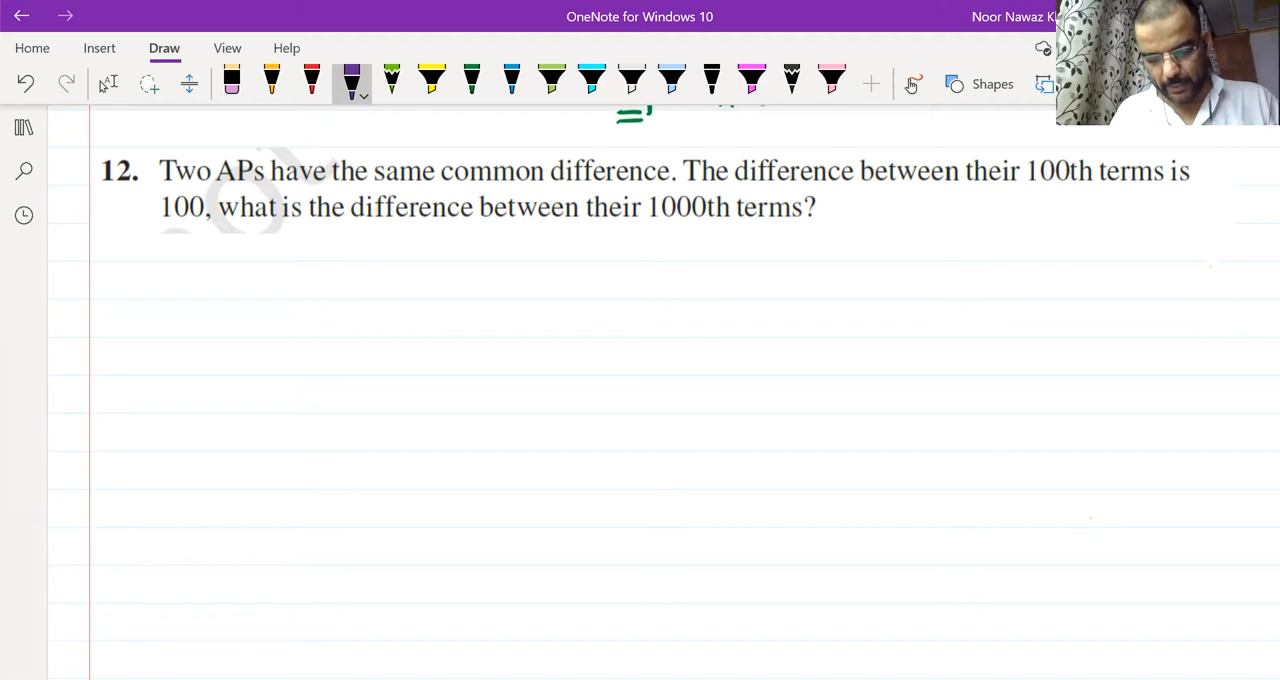 OneNote for Windows 10
Noor Nawaz K
Home Insert Draw View Help
Shapes
12. Two APs have the same common difference. The difference between their 100th terms is
100, what is the difference between their 1000th terms?